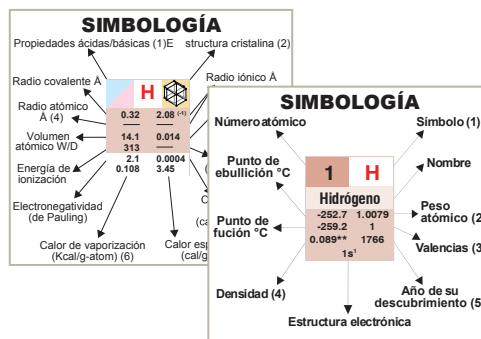 SIMBOLOGÍA
Propiedades ácidas/básicas (1)E structura cristalina (2)
Radio covalente Å
Radio iónico Å
H
Radio atómico
Å (4)
0.32 2.08 (-1)
Volumen
atómico W/D
14.1 0.014
313
2.1 0.0004
0.108 3.45
Energía de
ionización
Electronegatividad
(de Pauling)
Calor de vaporización
(Kcal/g-atom) (6)
Calor esp
(cal/g
SIMBOLOGÍA
Número atómico
Símbolo (1)
Punto de
ebullición °C
1 H
Nombre
Hidrógeno
-252.7 1.0079
-259.2 1
0.089** 1766
1s¹
Punto de
fución °C
Peso
atómico (2
Valencias (3
Densidad (4)
Año de su
descubrimiento (5
Estructura electrónica